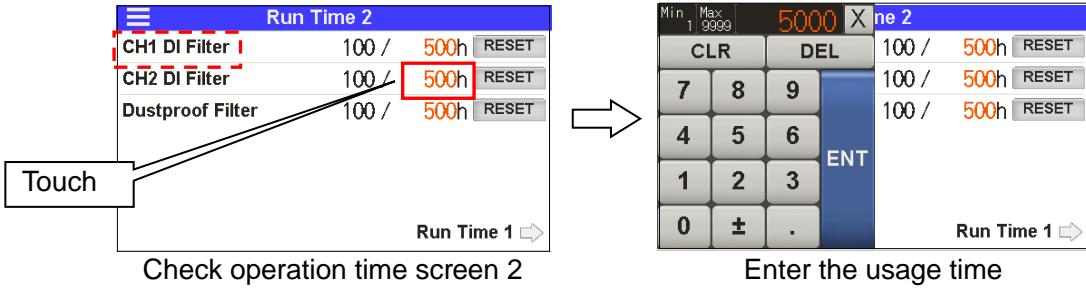 Run Time 2
CH1 DI Filter 100 / 500h RESET
CH2 DI Filter 100 / 500h RESET
Dustproof Filter 100 / 500h RESET
Touch
Run Time 1
Check operation time screen 2
Min 1 Max 9999 5000 X ne 2
CLR DEL 100 / 500h RESET
7 8 9 100 / 500h RESET
100 / 500h RESET
4 5 6
ENT
1 2 3
0 ± .
Run Time 1
Enter the usage time